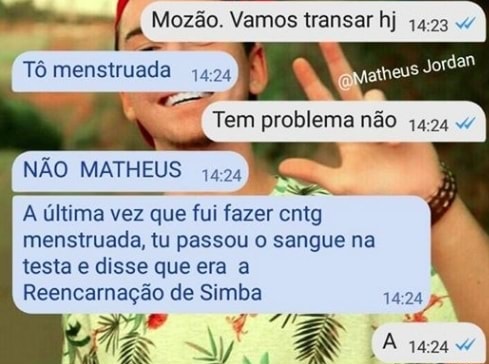 Mozão. Vamos transar hj 14:23
Tô menstruada 14:24
@Matheus Jordan
Tem problema não 14:24
NÃO MATHEUS 14:24
A última vez que fui fazer cntg
menstruada, tu passou o sangue na
testa e disse que era a
Reencarnação de Simba
14:24
A 14:24